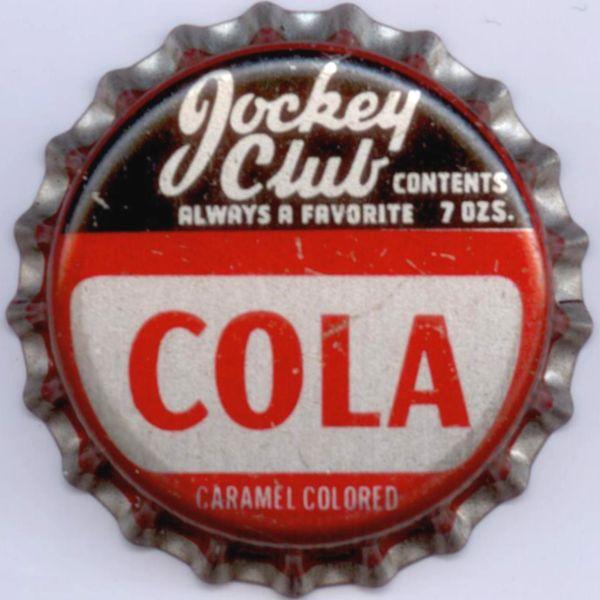 Jockey
Club
CONTENTS
ALWAYS A FAVORITE 7 OZS.
COLA
CARAMEL COLORED